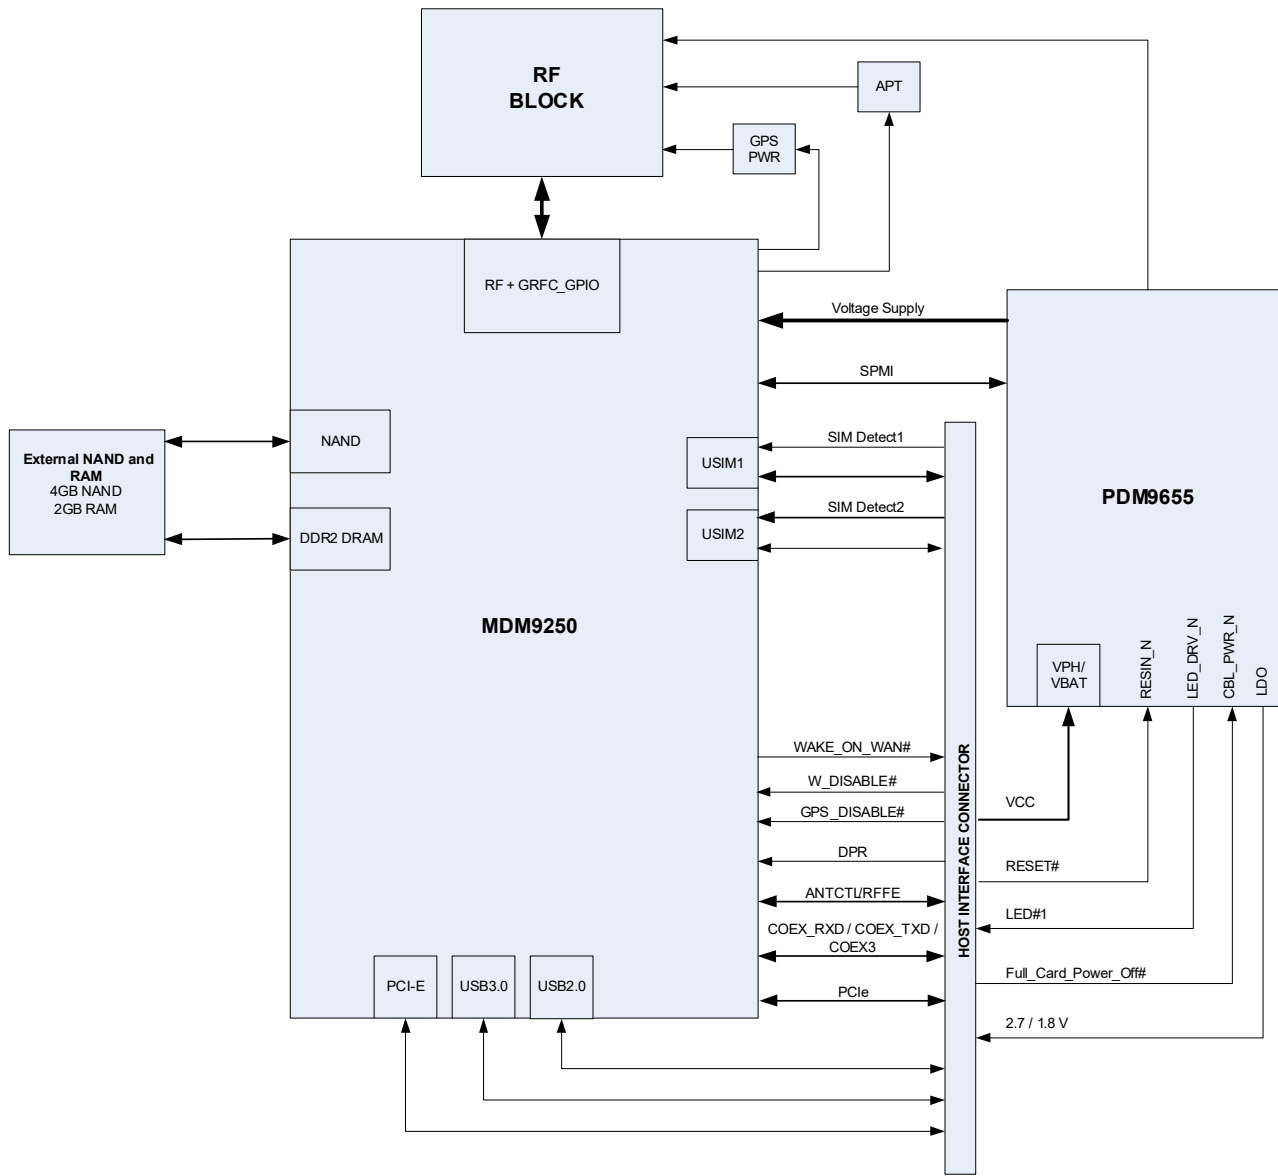 RF
BLOCK
APT
GPS
PWR
RF + GRFC_GPIO
Voltage Supply
SPMI
External NAND and
RAM
4GB NAND
2GB RAM
NAND
DDR2 DRAM
USIM1
USIM2
SIM Detect1
SIM Detect2
PDM9655
MDM9250
VPH/
VBAT
RESIN_N
LED_DRV_N
CBL_PWR_N
LDO
HOST INTERFACE CONNECTOR
WAKE_ON_WAN#
W_DISABLE#
GPS_DISABLE#
DPR
ANTCTL/RFFE
COEX_RXD / COEX_TXD /
COEX3
PCIe
VCC
RESET#
LED#1
Full_Card_Power_Off#
2.7 / 1.8 V
PCI-E
USB3.0
USB2.0